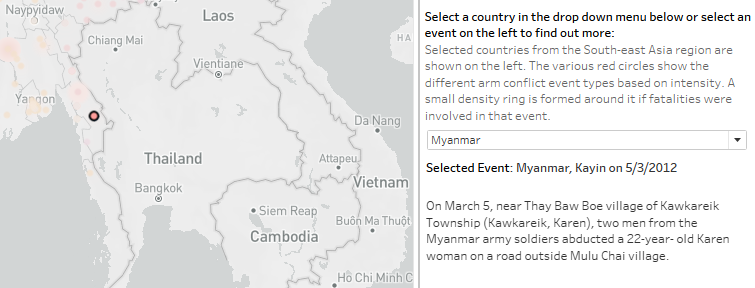 Naypyidaw
Laos
Chiang Mai
HA
Vientiane
Yangon
Da Nang
Thailand
Attapeu
Bangkok
Vietnam
Siem Reap
Buôn Ma Thuột
Cambodia
Hồ Chí Minh C
Select a country in the drop down menu below or select an
event on the left to find out more:
Selected countries from the South-east Asia region are
shown on the left. The various red circles show the
different arm conflict event types based on intensity. A
small density ring is formed around it if fatalities were
involved in that event.
Myanmar
Selected Event: Myanmar, Kayin on 5/3/2012
On March 5, near Thay Baw Boe village of Kawkareik
Township (Kawkareik, Karen), two men from the
Myanmar army soldiers abducted a 22-year- old Karen
woman on a road outside Mulu Chai village.